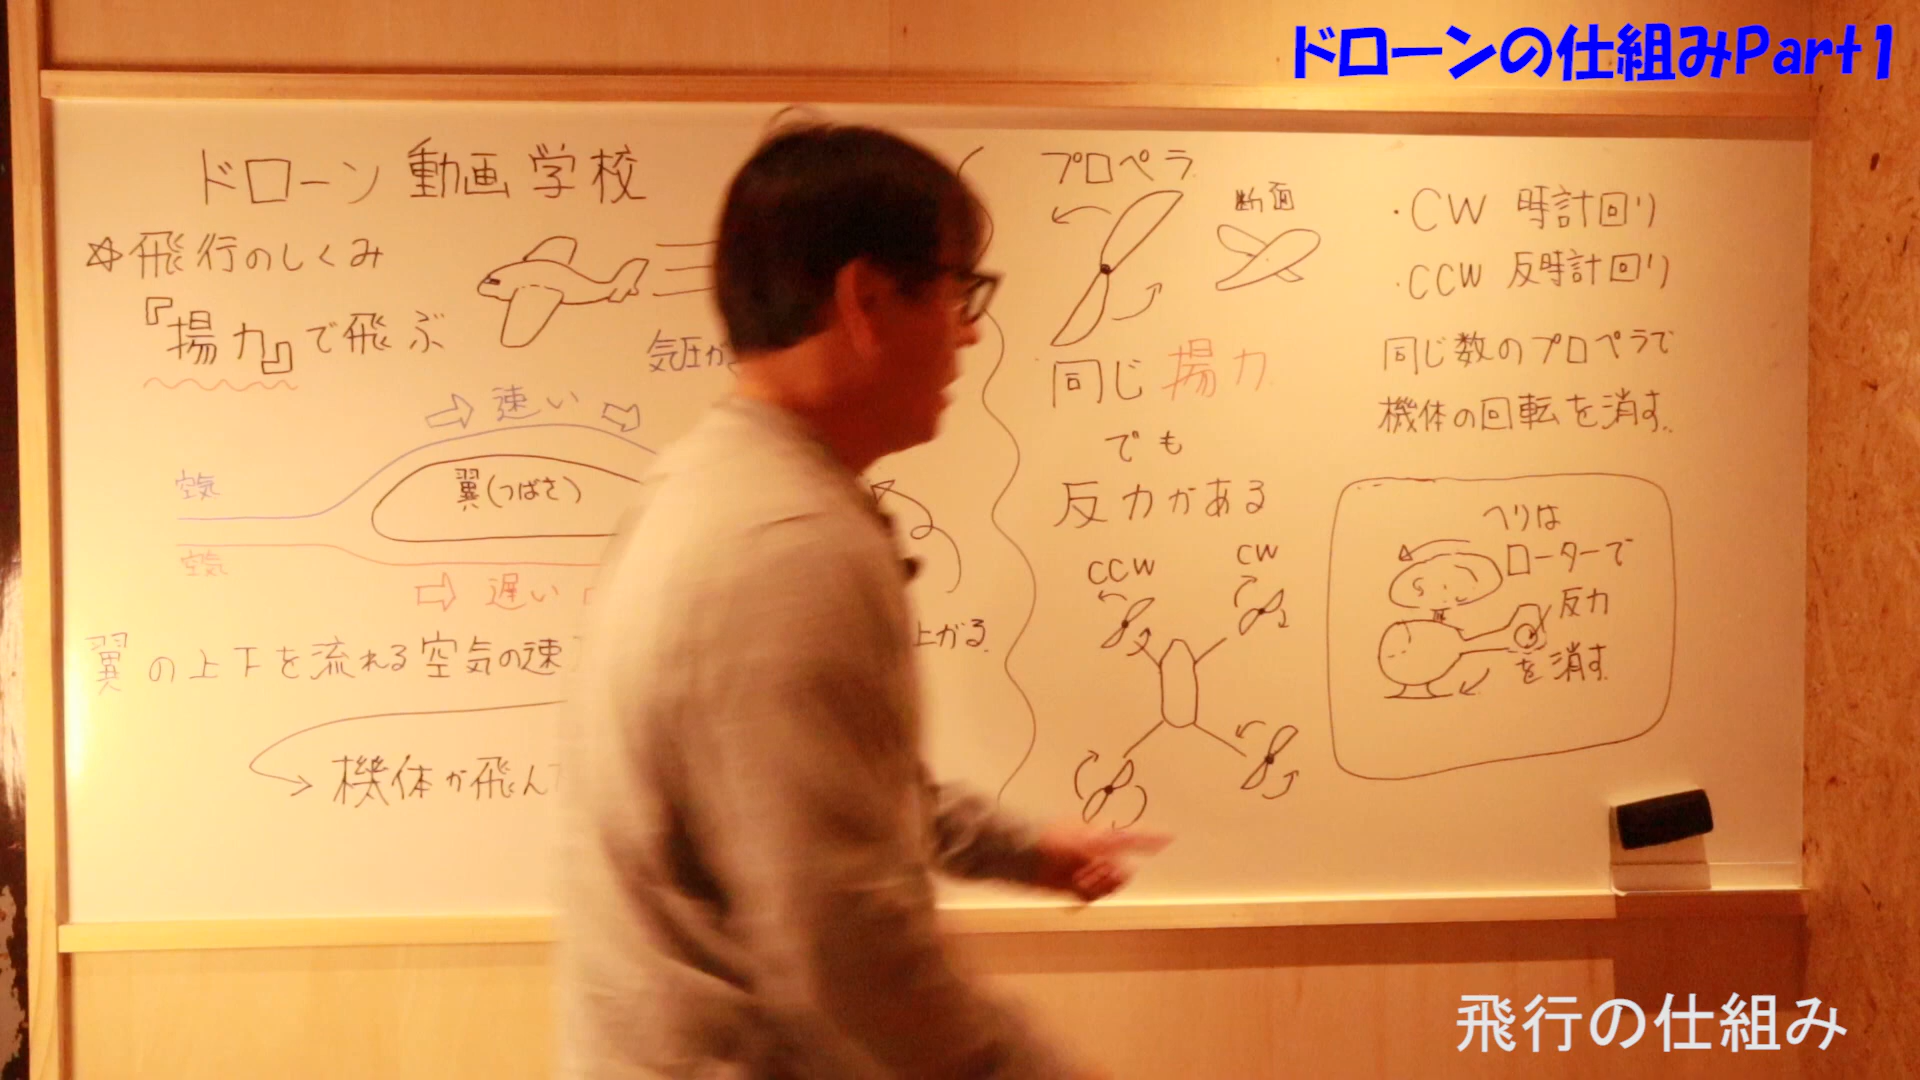 ドローンの仕組みPart1
ドローン動画学校
☆飛行のしくみ
『揚力』で飛ぶ
気圧が
速い
空気
翼(つばさ)
空気
遅い
翼の上下を流れる空気の速
上がる。
機体が飛ん
プロペラ
断面
同じ揚力
でも
反力がある
CCW
CW
・CW 時計回り
・CCW 反時計回り
同じ数のプロペラで
機体の回転を消す。
ヘリは
ローターで
反力
を消す。
飛行の仕組み